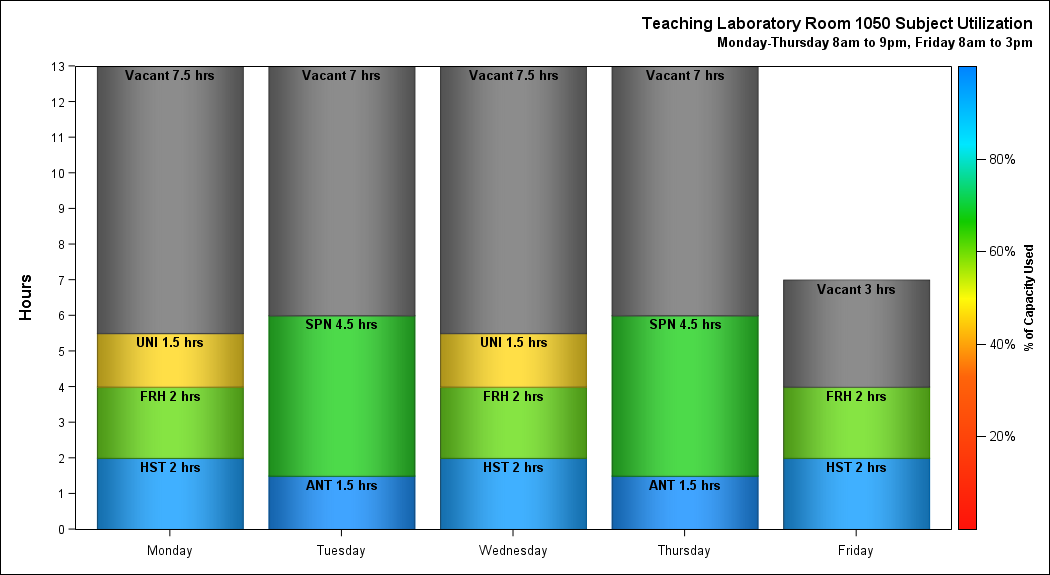 Teaching Laboratory Room 1050 Subject Utilization
Monday-Thursday 8am to 9pm, Friday 8am to 3pm
Hours
13
12
11
10
9
8
7
6
5
4
3
2
1
0
Vacant 7.5 hrs
UNI 1.5 hrs
FRH 2 hrs
HST 2 hrs
Monday
Vacant 7 hrs
SPN 4.5 hrs
ANT 1.5 hrs
Tuesday
Vacant 7.5 hrs
UNI 1.5 hrs
FRH 2 hrs
HST 2 hrs
Wednesday
Vacant 7 hrs
SPN 4.5 hrs
ANT 1.5 hrs
Thursday
Vacant 3 hrs
FRH 2 hrs
HST 2 hrs
Friday
80%
60%
40%
20%
% of Capacity Used